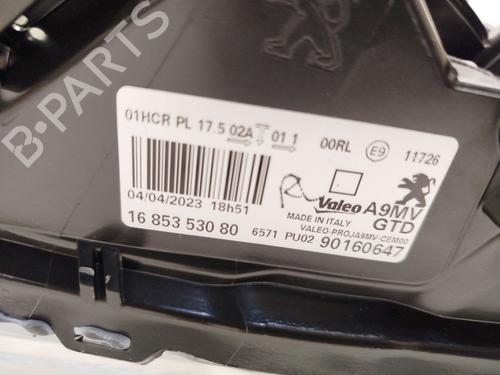 B-PARTS
01HCR PL 17.5 02A 01 1 00RL E9 11726
04/04/2023 18h51
R Valeo A9MV
MADE IN ITALY GTD
VALEO-PROJA9MV-CEM00
16 853 530 80 6571 PU02 90160647